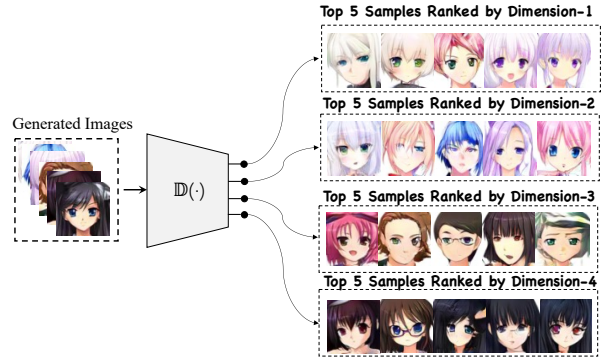 Top 5 Samples Ranked by Dimension-1
Generated Images
𝔻(·)
Top 5 Samples Ranked by Dimension-2
Top 5 Samples Ranked by Dimension-3
Top 5 Samples Ranked by Dimension-4